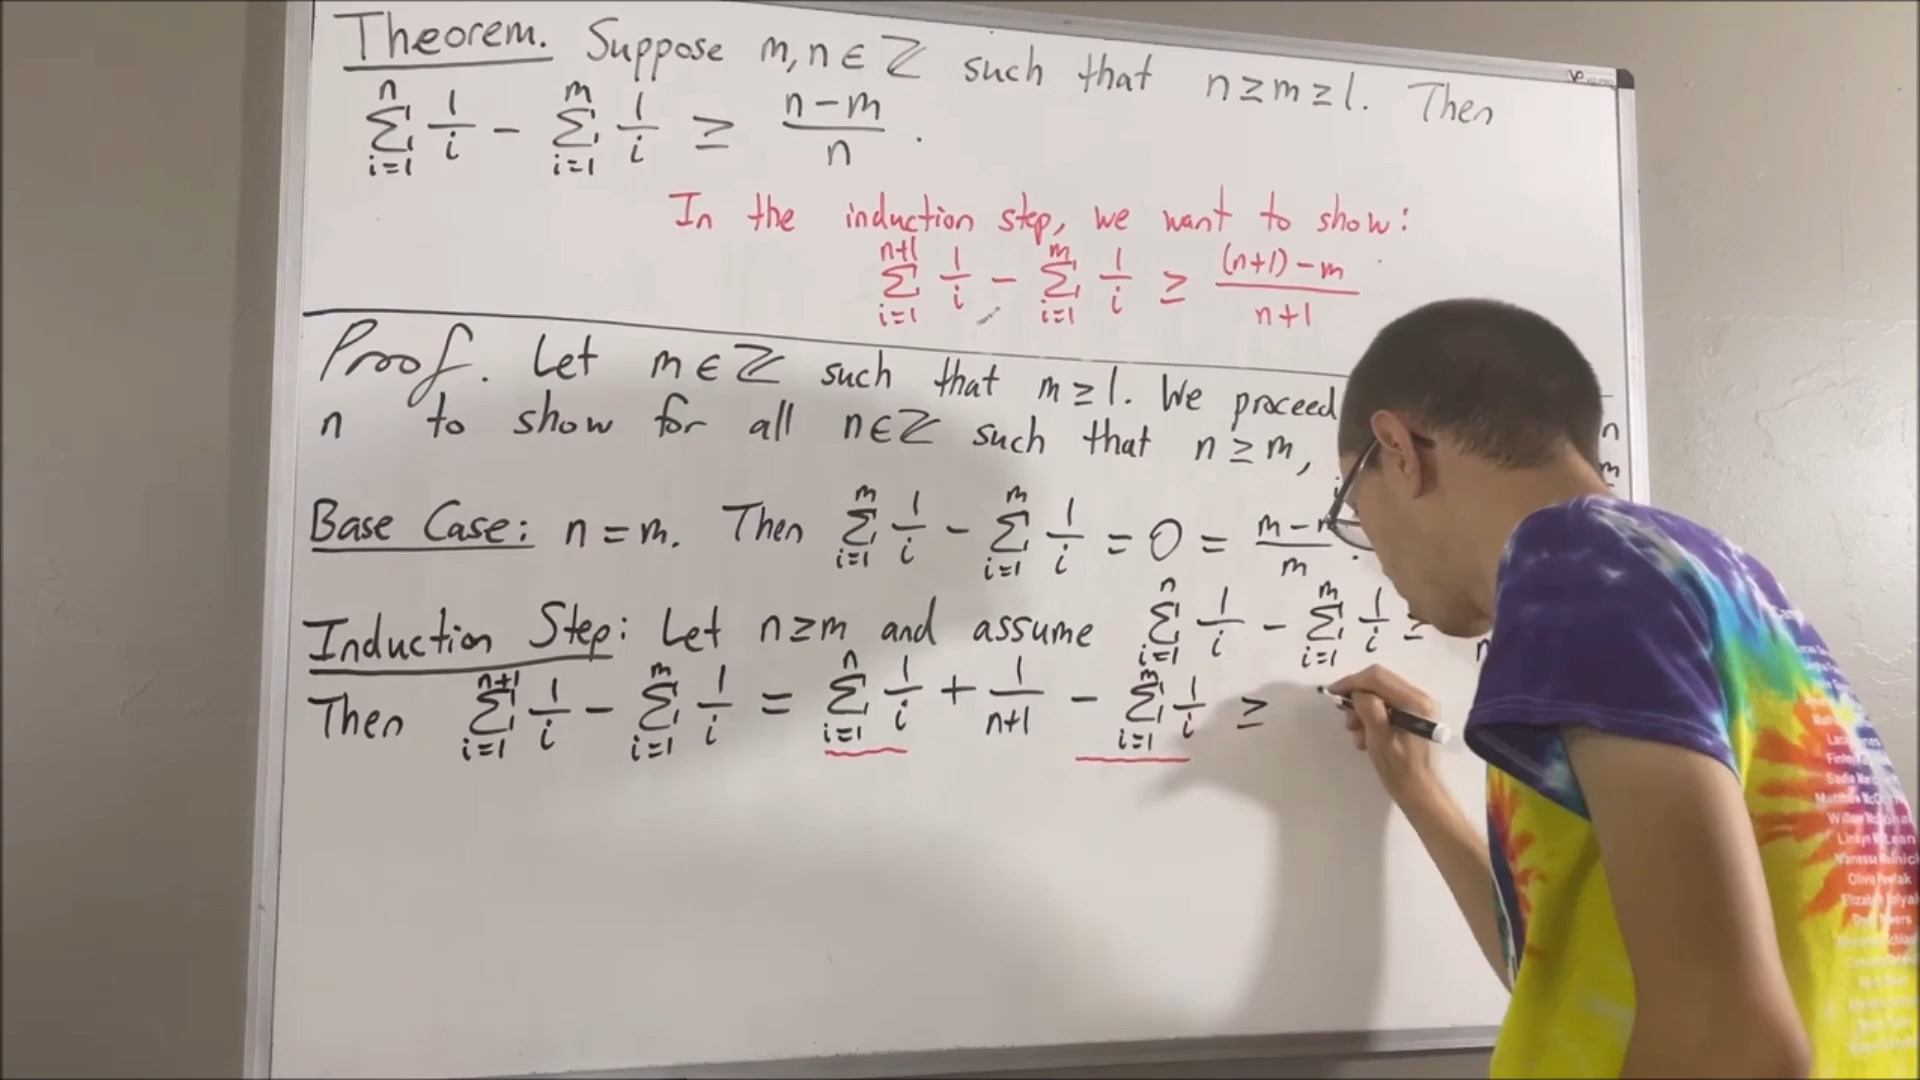 Theorem. Suppose m, n ∈ ℤ such that n ≥ m ≥ 1. Then
∑_{i=1}^{n} 1/i - ∑_{i=1}^{m} 1/i ≥ (n-m)/n .
In the induction step, we want to show:
∑_{i=1}^{n+1} 1/i - ∑_{i=1}^{m} 1/i ≥ ((n+1)-m)/(n+1)
Proof. Let m ∈ ℤ such that m ≥ 1. We proceed
n to show for all n ∈ ℤ such that n ≥ m,
Base Case: n = m. Then ∑_{i=1}^{m} 1/i - ∑_{i=1}^{m} 1/i = 0 = (m-m)/m .
Induction Step: Let n ≥ m and assume ∑_{i=1}^{n} 1/i - ∑_{i=1}^{m} 1/i ≥
Then ∑_{i=1}^{n+1} 1/i - ∑_{i=1}^{m} 1/i = ∑_{i=1}^{n} 1/i + 1/(n+1) - ∑_{i=1}^{m} 1/i ≥